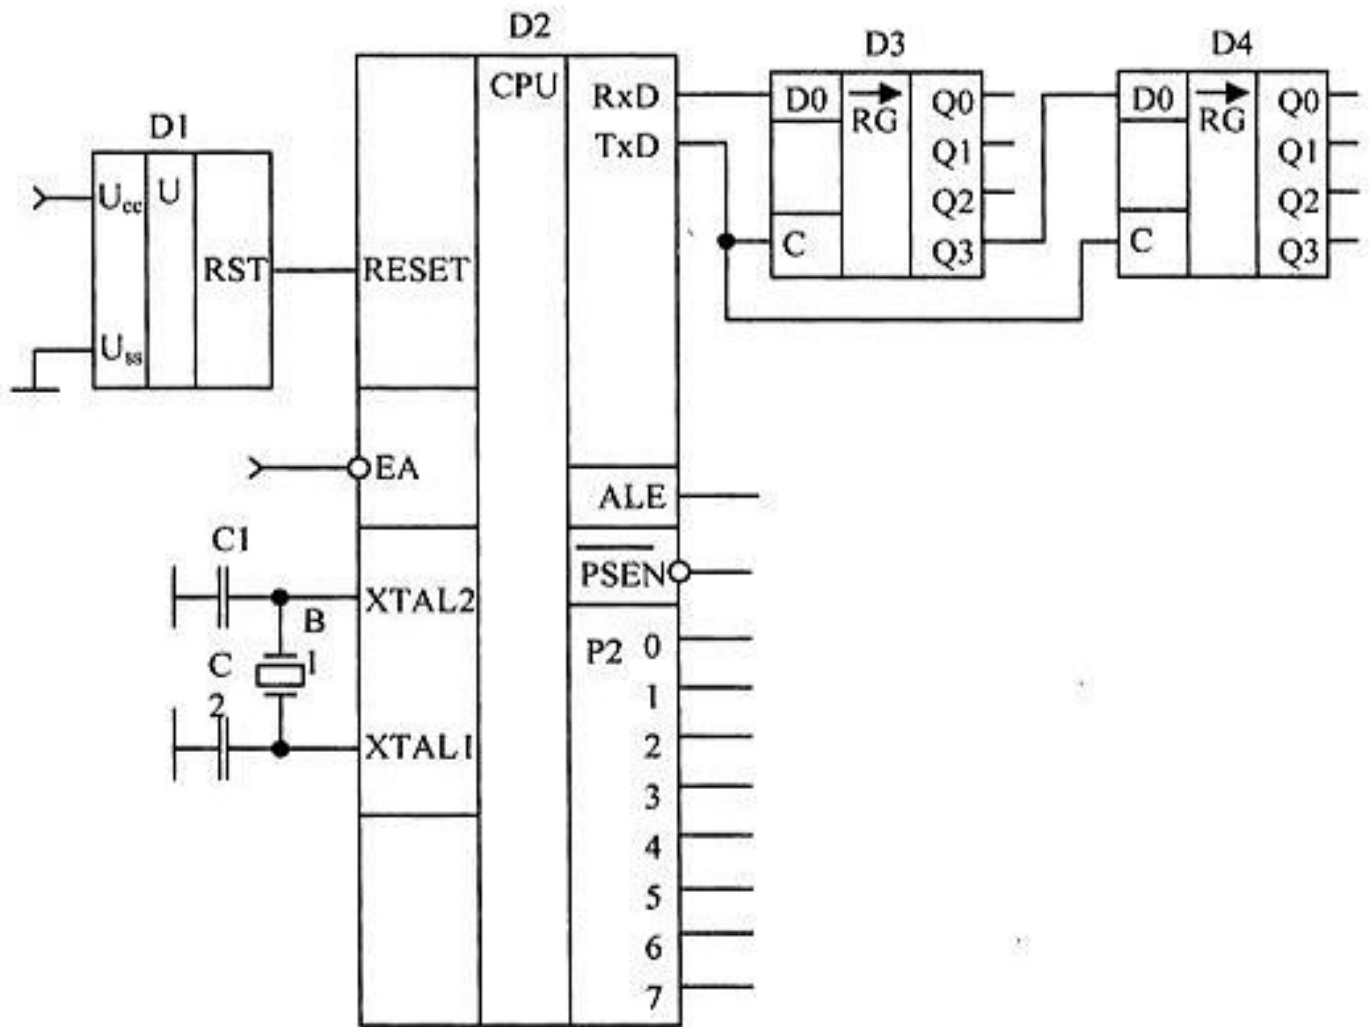 D2
D3
D4
D1
CPU
RxD
TxD
D0
RG
C
Q0
Q1
Q2
Q3
D0
RG
C
Q0
Q1
Q2
Q3
Ucc
U
RST
Uss
RESET
EA
ALE
PSEN
C1
XTAL2
B
1
C
2
XTAL1
P2 0
1
2
3
4
5
6
7